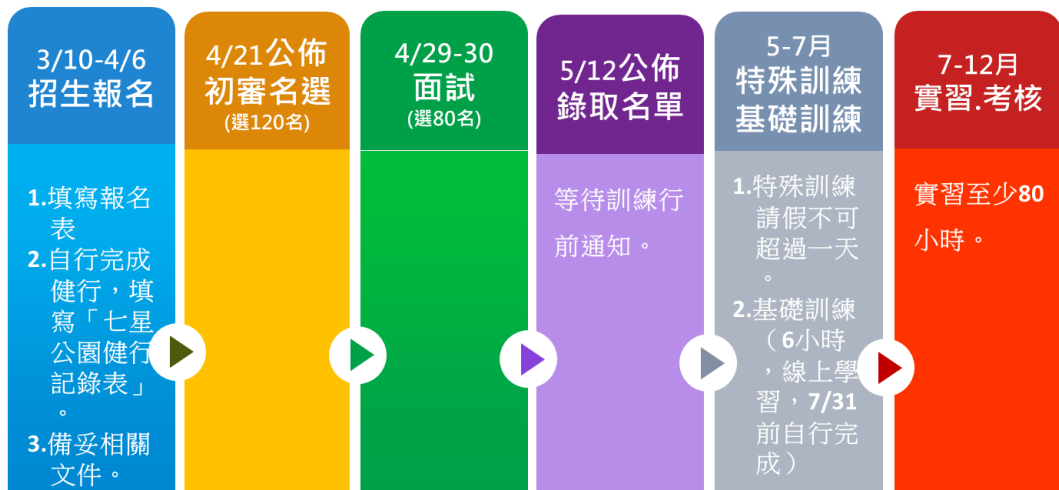 3/10-4/6
招生報名
1.填寫報名
表
2.自行完成
健行，填
寫「七星
公園健行
記錄表」
。
3.備妥相關
文件。
4/21公佈
初審名選
(選120名)
4/29-30
面試
(選80名)
5/12公佈
錄取名單
等待訓練行
前通知。
5-7月
特殊訓練
基礎訓練
1.特殊訓練
請假不可
超過一天
。
2.基礎訓練
（6小時
，線上學
習，7/31
前自行完
成）
7-12月
實習.考核
實習至少80
小時。